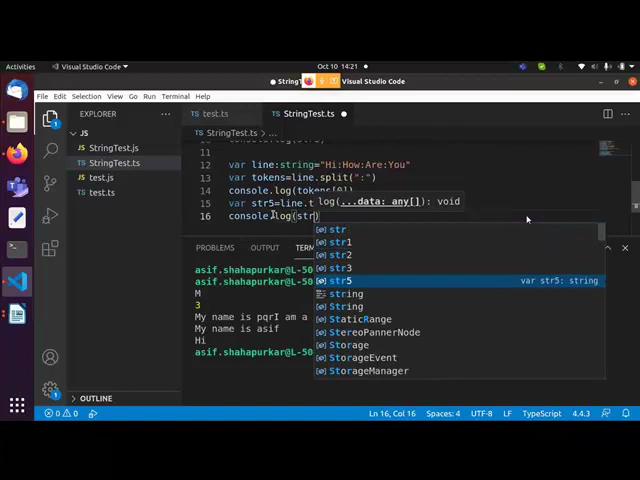 Activities
Visual Studio Code
Oct 10 14:21
StringT
Visual Studio Code
File Edit Selection View Go Run Terminal Help
EXPLORER
test.ts
StringTest.ts
JS
StringTest.ts > ...
StringTest.js
StringTest.ts
test.js
test.ts
11
12 var line:string="Hi:How:Are:You"
13 var tokens=line.split(":")
14 console.log(tokens[0])
15 var str5=line.t
log(...data: any[]): void
16 console.log(str)
str
str1
str2
str3
str5 var str5: string
string
String
StaticRange
StereoPannerNode
Storage
StorageEvent
StorageManager
PROBLEMS OUTPUT TERM
asif.shahapurkar@L-50
M
3
My name is pqrI am a
My name is asif
Hi
asif.shahapurkar@L-50
OUTLINE
0 0
Ln 16, Col 16 Spaces: 4 UTF-8 LF TypeScript 4.4.3